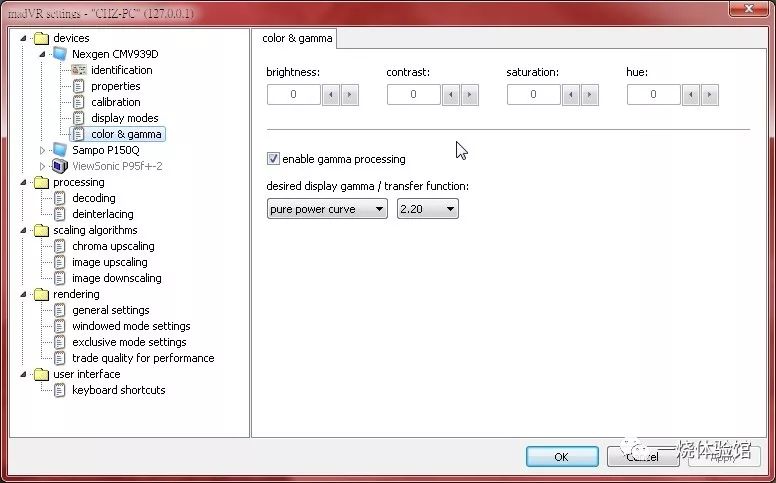 madVR settings - "CHZ-PC" (127.0.0.1)
devices
Nexgen CMV939D
identification
properties
calibration
display modes
color & gamma
Sampo P150Q
ViewSonic P95f+-2
processing
decoding
deinterlacing
scaling algorithms
chroma upscaling
image upscaling
image downscaling
rendering
general settings
windowed mode settings
exclusive mode settings
trade quality for performance
user interface
keyboard shortcuts
color & gamma
brightness: contrast: saturation: hue:
0 0 0 0
enable gamma processing
desired display gamma / transfer function:
pure power curve 2.20
OK Cancel Apply
一烧体验馆